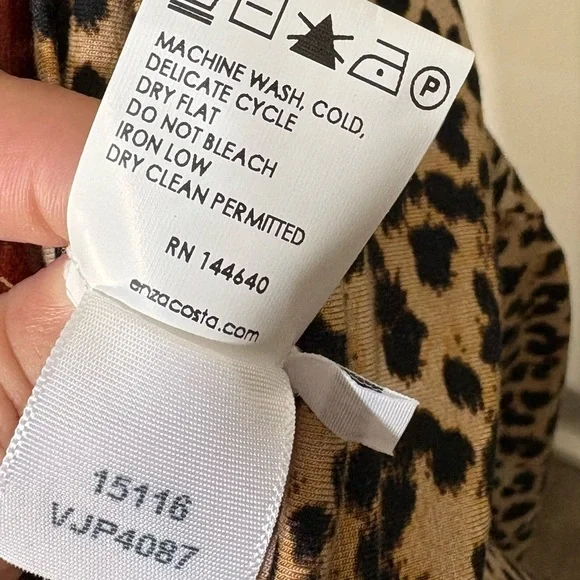 P
MACHINE WASH, COLD,
DELICATE CYCLE
DRY FLAT
DO NOT BLEACH
IRON LOW
DRY CLEAN PERMITTED
RN 144640
enzacosta.com
15116
VJP4087